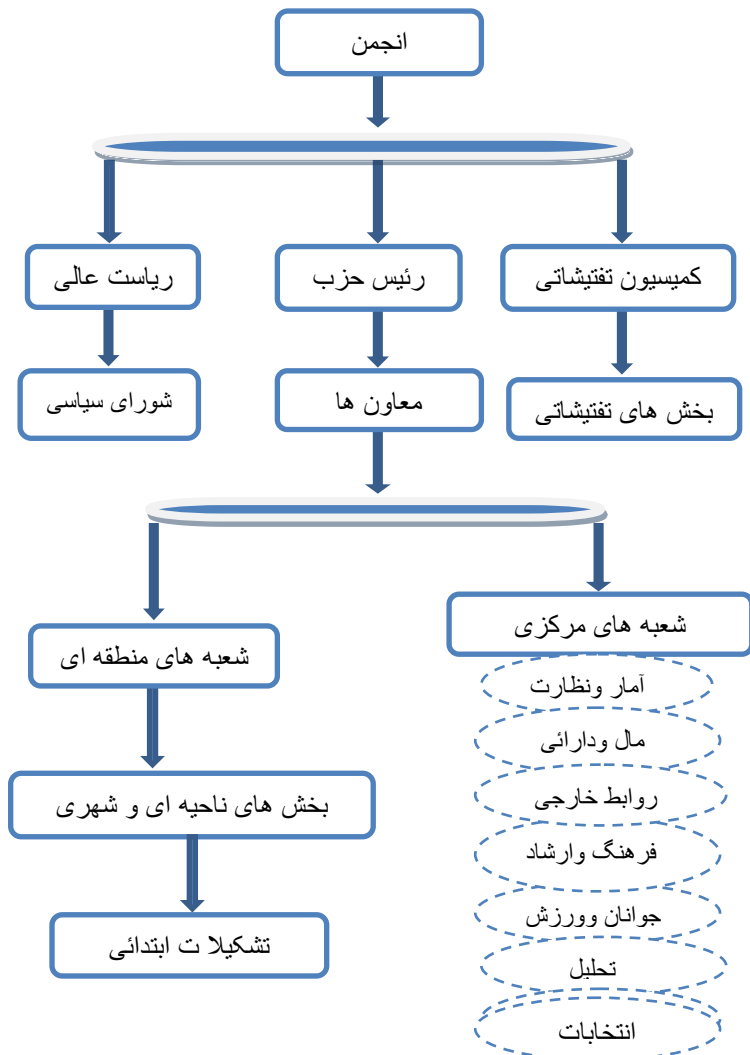 انجمن
کمیسیون تفتیشاتی
رئیس حزب
ریاست عالی
بخش های تفتیشاتی
معاون ها
شورای سیاسی
شعبه های مرکزی
شعبه های منطقه ای
آمار ونظارت
مال ودارائی
روابط خارجی
بخش های ناحیه ای و شهری
فرهنگ وارشاد
جوانان وورزش
تشکیلا ت ابتدائی
تحلبل
انتخابات